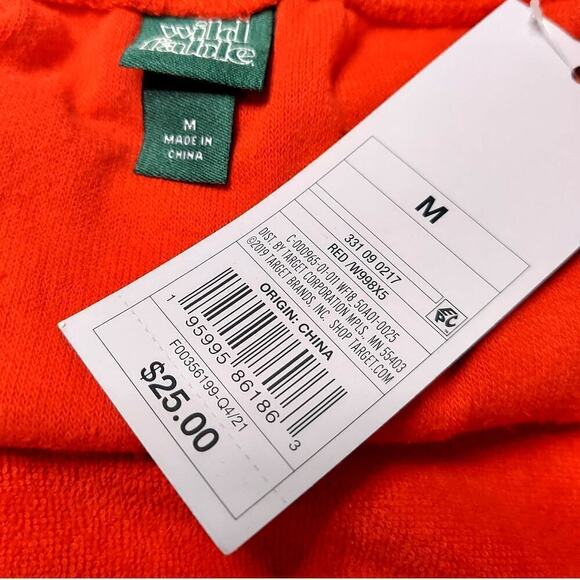 wild
fable
M
MADE IN
CHINA
M
331 09 0217
RED /W998X5
C-000965-01-011 WF18 50A01-0025
DIST. BY TARGET CORPORATION MPLS, MN 55403
©2019 TARGET BRANDS, INC. SHOP TARGET.COM
ORIGIN: CHINA
1 95995 86186 3
F00356199-Q4/21
$25.00